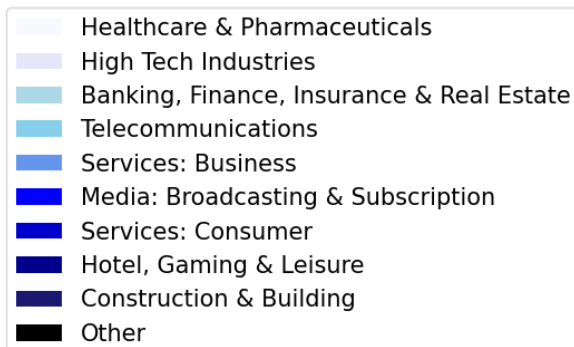 Healthcare & Pharmaceuticals
High Tech Industries
Banking, Finance, Insurance & Real Estate
Telecommunications
Services: Business
Media: Broadcasting & Subscription
Services: Consumer
Hotel, Gaming & Leisure
Construction & Building
Other